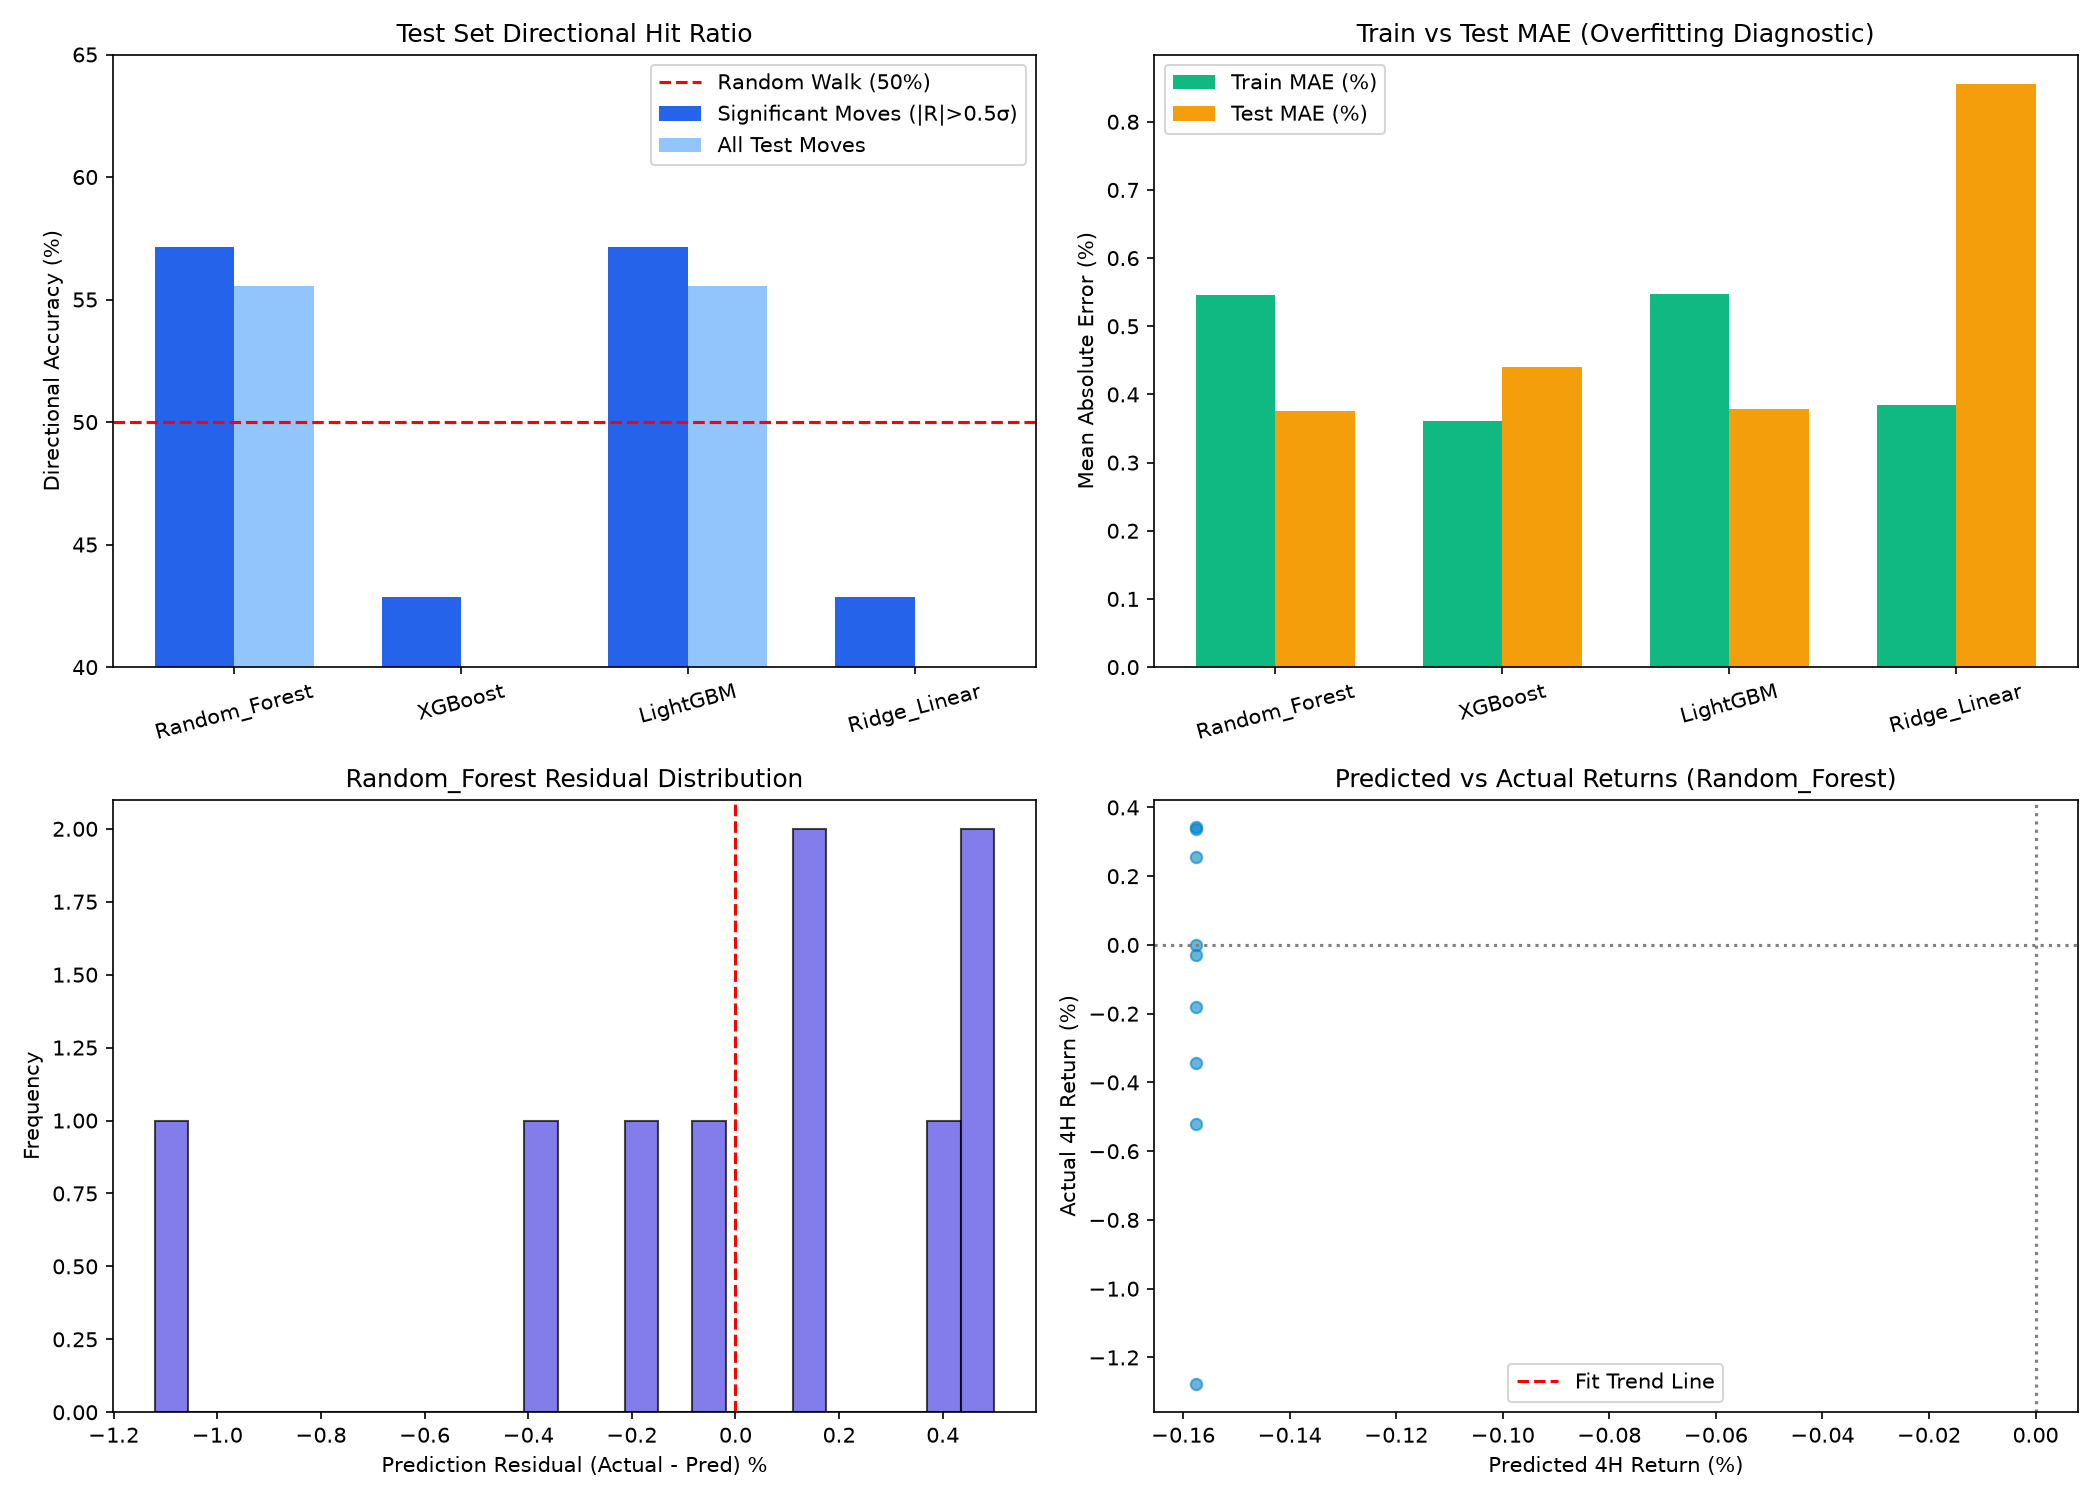 Test Set Directional Hit Ratio
Directional Accuracy (%)
65
60
55
50
45
40
Random Walk (50%)
Significant Moves (|R|>0.5σ)
All Test Moves
Random_Forest
XGBoost
LightGBM
Ridge_Linear
Train vs Test MAE (Overfitting Diagnostic)
Mean Absolute Error (%)
0.8
0.7
0.6
0.5
0.4
0.3
0.2
0.1
0.0
Train MAE (%)
Test MAE (%)
Random_Forest
XGBoost
LightGBM
Ridge_Linear
Random_Forest Residual Distribution
Frequency
2.00
1.75
1.50
1.25
1.00
0.75
0.50
0.25
0.00
−1.2
−1.0
−0.8
−0.6
−0.4
−0.2
0.0
0.2
0.4
Prediction Residual (Actual - Pred) %
Predicted vs Actual Returns (Random_Forest)
Actual 4H Return (%)
0.4
0.2
0.0
−0.2
−0.4
−0.6
−0.8
−1.0
−1.2
Fit Trend Line
−0.16
−0.14
−0.12
−0.10
−0.08
−0.06
−0.04
−0.02
0.00
Predicted 4H Return (%)